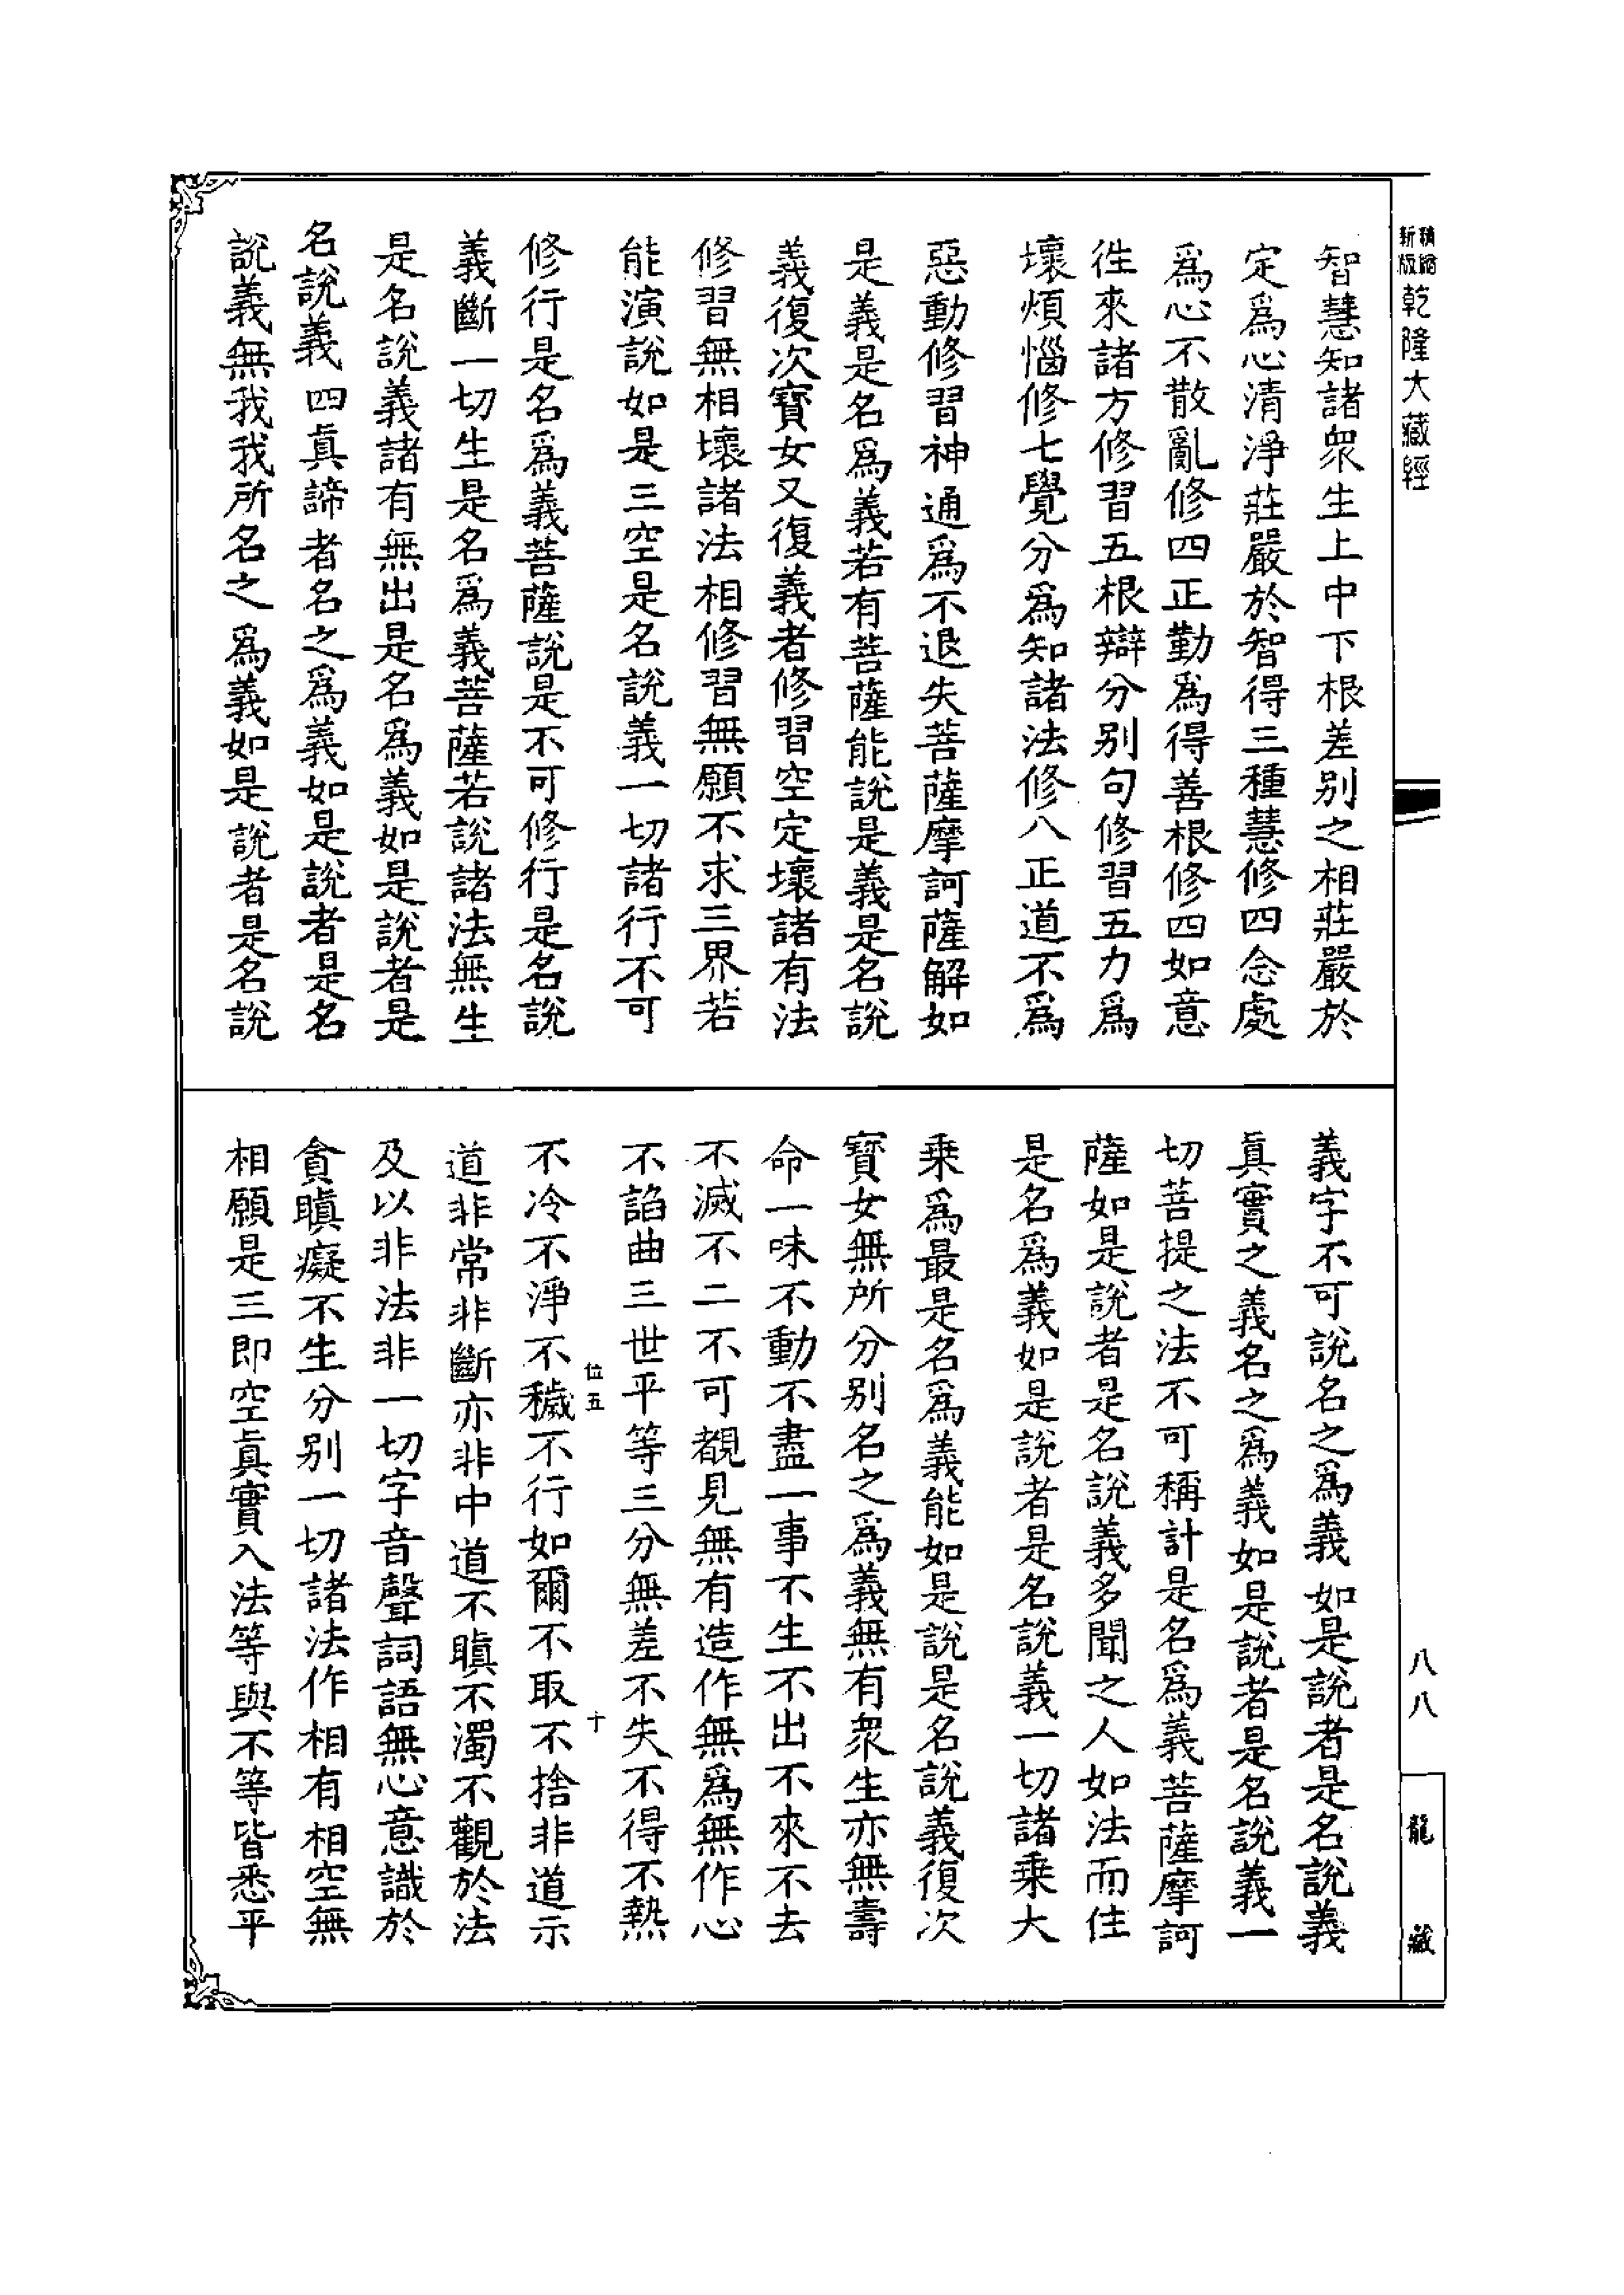 精縮
新版
乾隆大藏經
智慧知諸衆生上中下根差别之相莊嚴於
定爲心清淨莊嚴於智得三種慧修四念處
爲心不散亂修四正勤爲得善根修四如意
徃來諸方修習五根辯分别句修習五力爲
壞煩惱修七覺分爲知諸法修八正道不爲
惡動修習神通爲不退失菩薩摩訶薩解如
是義是名爲義若有菩薩能說是義是名說
義復次寶女又復義者修習空定壞諸有法
修習無相壞諸法相修習無願不求三界若
能演說如是三空是名說義一切諸行不可
修行是名爲義菩薩說是不可修行是名說
義斷一切生是名爲義菩薩若說諸法無生
是名說義諸有無出是名爲義如是說者是
名說義四眞諦者名之爲義如是說者是名
說義無我我所名之爲義如是說者是名說
義字不可說名之爲義如是說者是名說義
眞實之義名之爲義如是說者是名說義一
切菩提之法不可稱計是名爲義菩薩摩訶
薩如是說者是名說義多聞之人如法而住
是名爲義如是說者是名說義一切諸乗大
乗爲最是名爲義能如是說是名說義復次
寶女無所分别名之爲義無有衆生亦無壽
命一味不動不盡一事不生不出不來不去
不滅不二不可覩見無有造作無爲無作心
不諂曲三世平等三分無差不失不得不熱
位五
十
不冷不淨不穢不行如爾不取不捨非道示
道非常非斷亦非中道不瞋不濁不觀於法
及以非法非一切字音聲詞語無心意識於
貪瞋癡不生分别一切諸法作相有相空無
相願是三即空眞實入法等與不等皆悉平
八八
龍藏